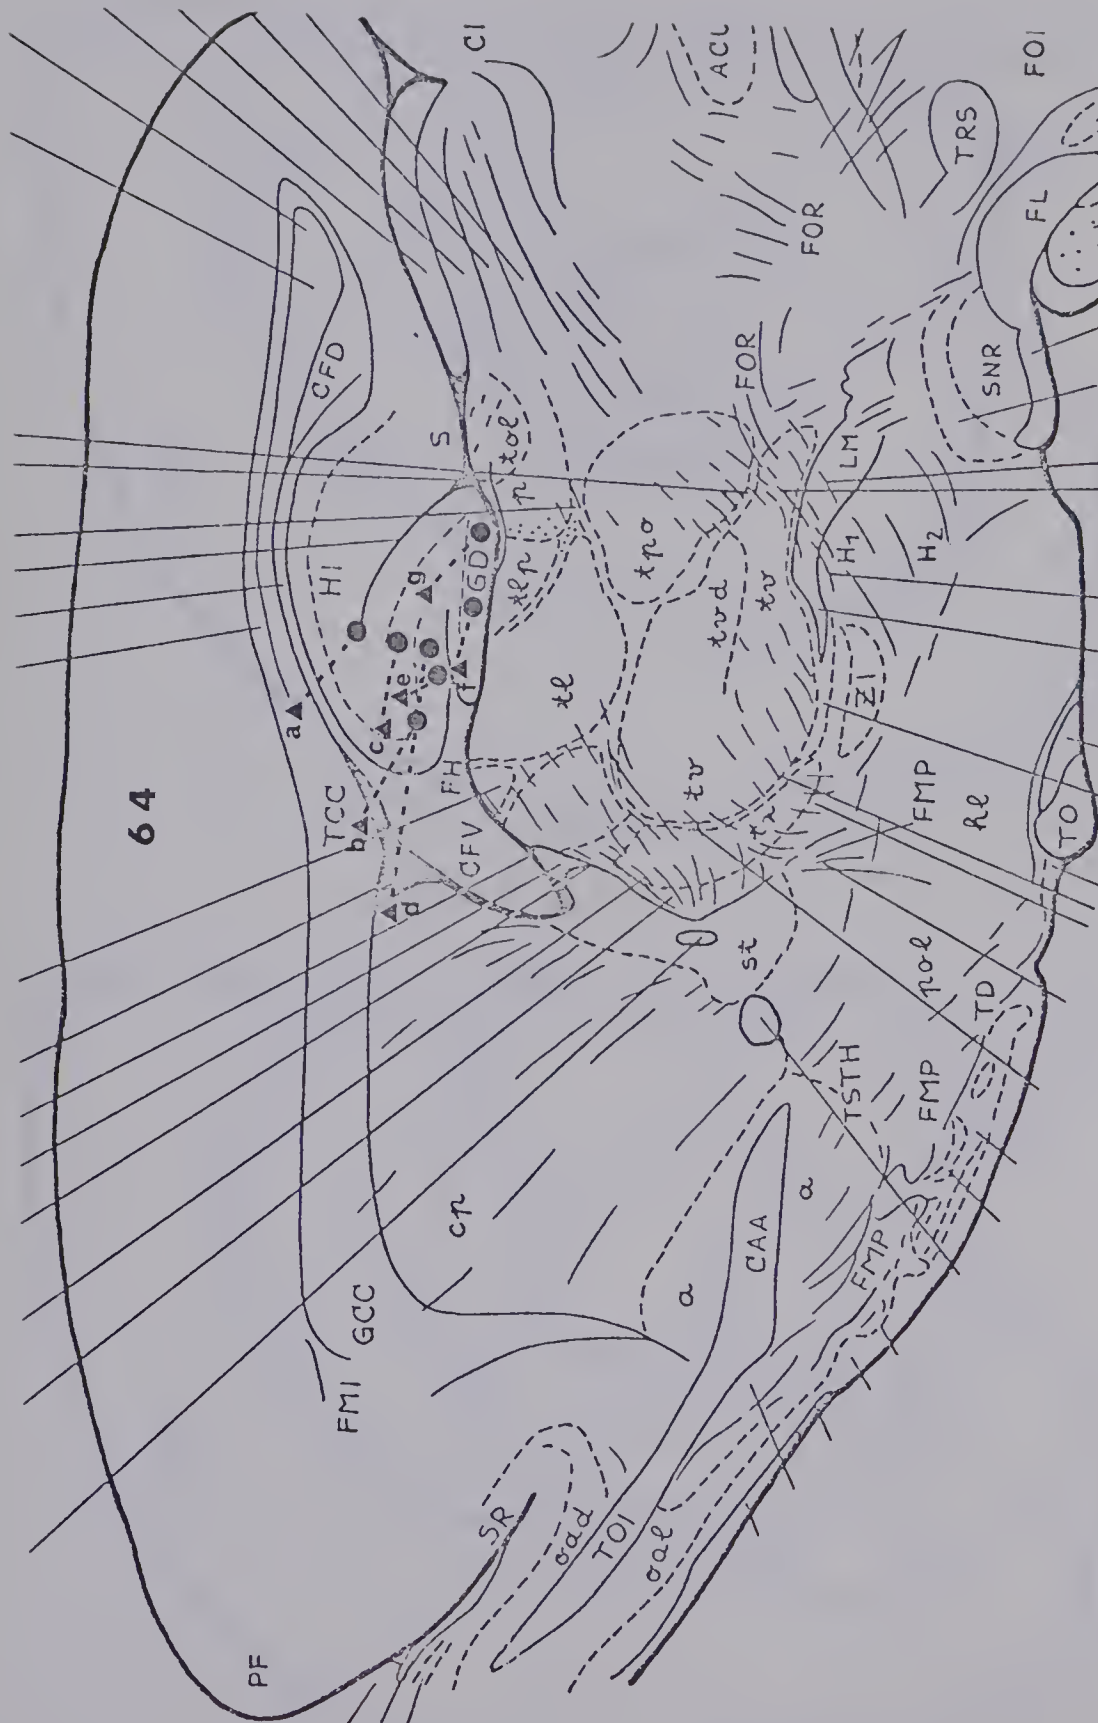 PF
64
FMI
GCC
cp
SR
oad
TOI
oal
a
CAA
a
FMP
FMP
TSTH
TD
pol
st
TCC
a
b
c
d
e
f
g
HI
CFD
FH
CFV
GD
S
CI
tol
p
tlp
tl
tpo
tvd
tv
tv
FOR
FOR
ACL
TRS
FOI
FL
SNR
LM
H1
H2
ZI
FMP
hl
TO